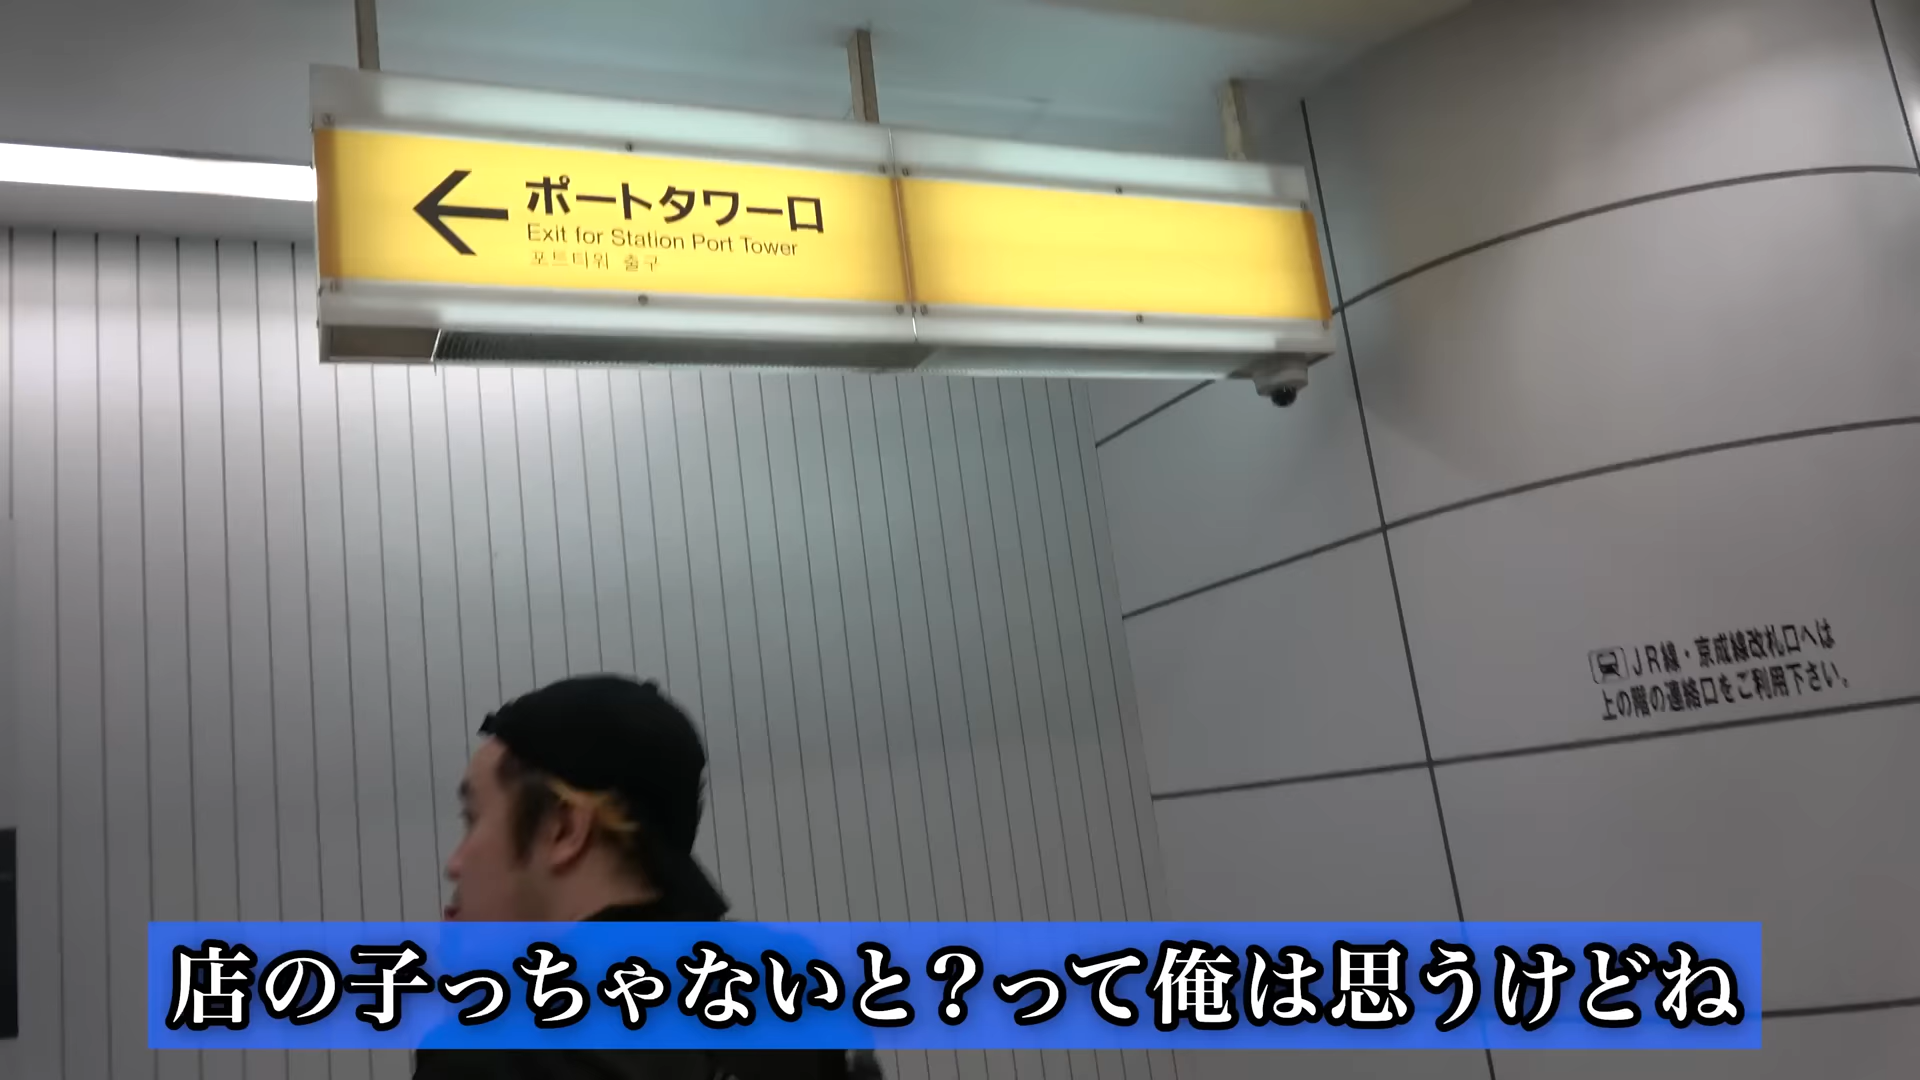 ポートタワー口
Exit for Station Port Tower
포트타워 출구
JR線・京成線改札口へは
上の階の連絡口をご利用下さい。
店の子っちゃないと？って俺は思うけどね